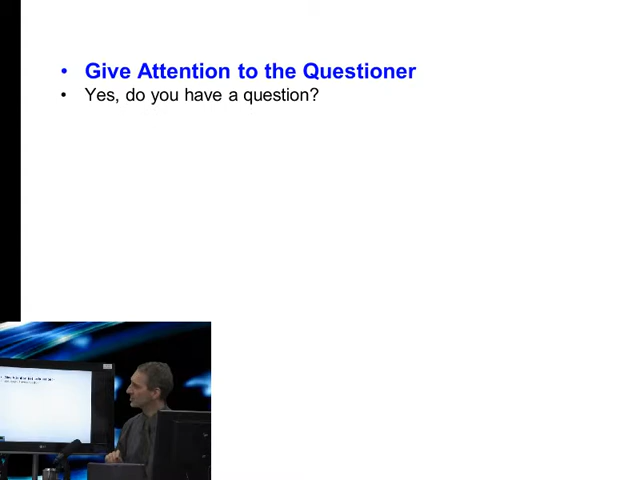 • Give Attention to the Questioner
• Yes, do you have a question?